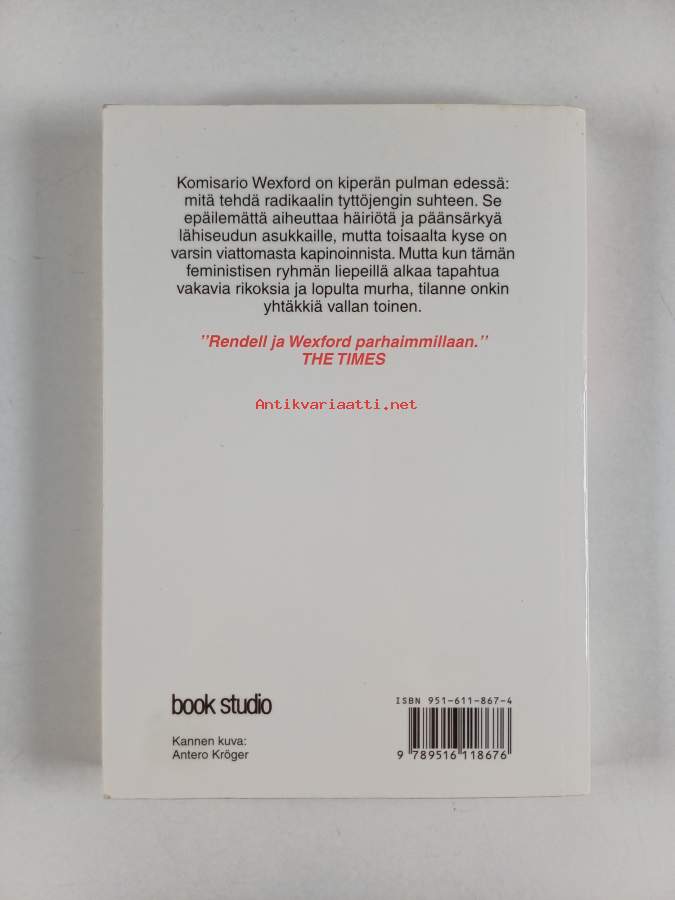 Komisario Wexford on kiperän pulman edessä:
mitä tehdä radikaalin tyttöjengin suhteen. Se
epäilemättä aiheuttaa häiriötä ja päänsärkyä
lähiseudun asukkaille, mutta toisaalta kyse on
varsin viattomasta kapinoinnista. Mutta kun tämän
feministisen ryhmän liepeillä alkaa tapahtua
vakavia rikoksia ja lopulta murha, tilanne onkin
yhtäkkiä vallan toinen.
”Rendell ja Wexford parhaimmillaan.”
THE TIMES
Antikvariaatti.net
book studio
Kannen kuva:
Antero Kröger
ISBN 951-611-867-4
9 789516 118676